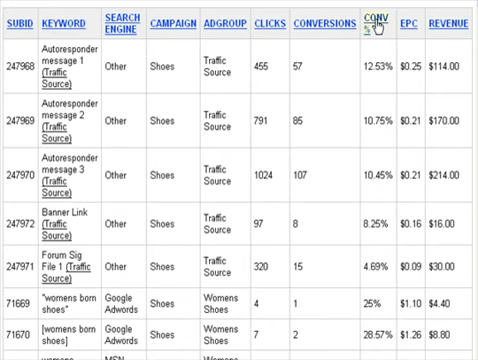 SUBID KEYWORD SEARCH ENGINE CAMPAIGN ADGROUP CLICKS CONVERSIONS CONV % EPC REVENUE
247968 Autoresponder message 1 (Traffic Source) Other Shoes Traffic Source 455 57 12.53% $0.25 $114.00
247969 Autoresponder message 2 (Traffic Source) Other Shoes Traffic Source 791 85 10.75% $0.21 $170.00
247970 Autoresponder message 3 (Traffic Source) Other Shoes Traffic Source 1024 107 10.45% $0.21 $214.00
247972 Banner Link (Traffic Source) Other Shoes Traffic Source 97 8 8.25% $0.16 $16.00
247971 Forum Sig File 1 (Traffic Source) Other Shoes Traffic Source 320 15 4.69% $0.09 $30.00
71669 "womens born shoes" Google Adwords Shoes Womens Shoes 4 1 25% $1.10 $4.40
71670 [womens born shoes] Google Adwords Shoes Womens Shoes 7 2 28.57% $1.26 $8.80
womens MSN Womens